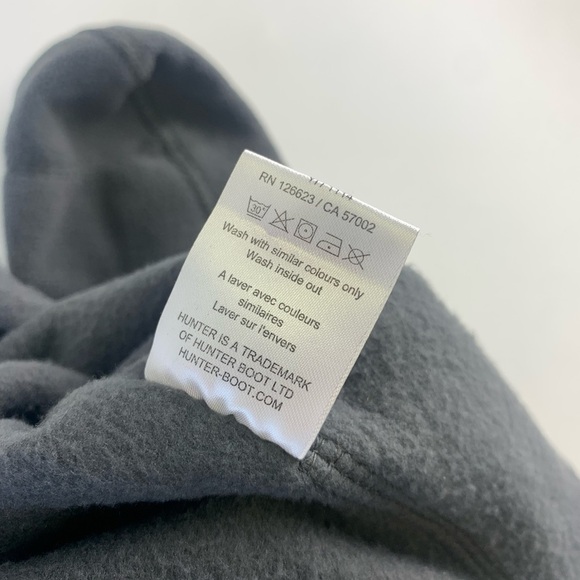 RN 126623 / CA 57002
30°
Wash with similar colours only
Wash inside out
A laver avec couleurs
similaires
Laver sur l'envers
HUNTER IS A TRADEMARK
OF HUNTER BOOT LTD
HUNTER-BOOT.COM